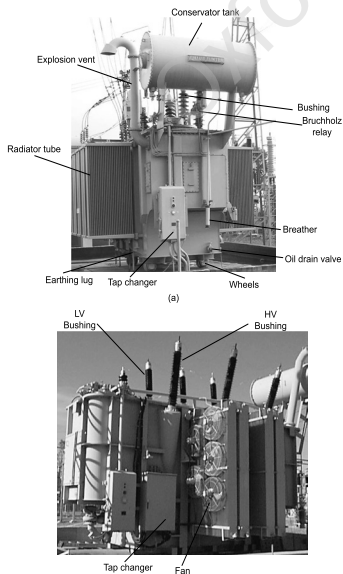 Conservator tank
Explosion vent
Bushing
Bruchholz
relay
Radiator tube
Breather
Oil drain valve
Earthing lug
Tap changer
Wheels
(a)
LV
Bushing
HV
Bushing
Tap changer
Fan